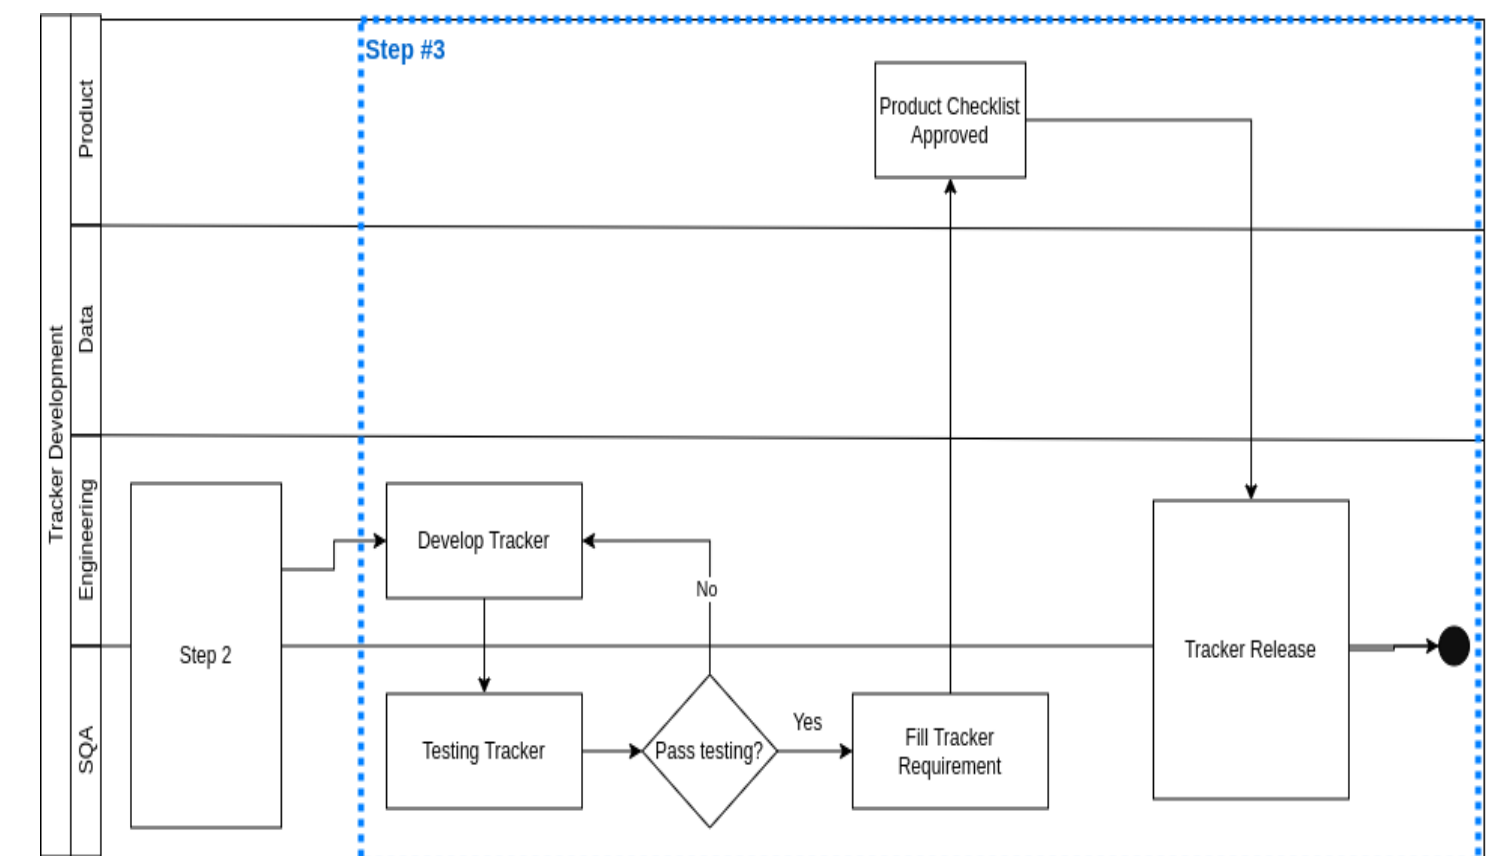 Tracker Development
Product
Data
Engineering
SQA
Step #3
Product Checklist
Approved
Step 2
Develop Tracker
No
Testing Tracker
Pass testing?
Yes
Fill Tracker
Requirement
Tracker Release